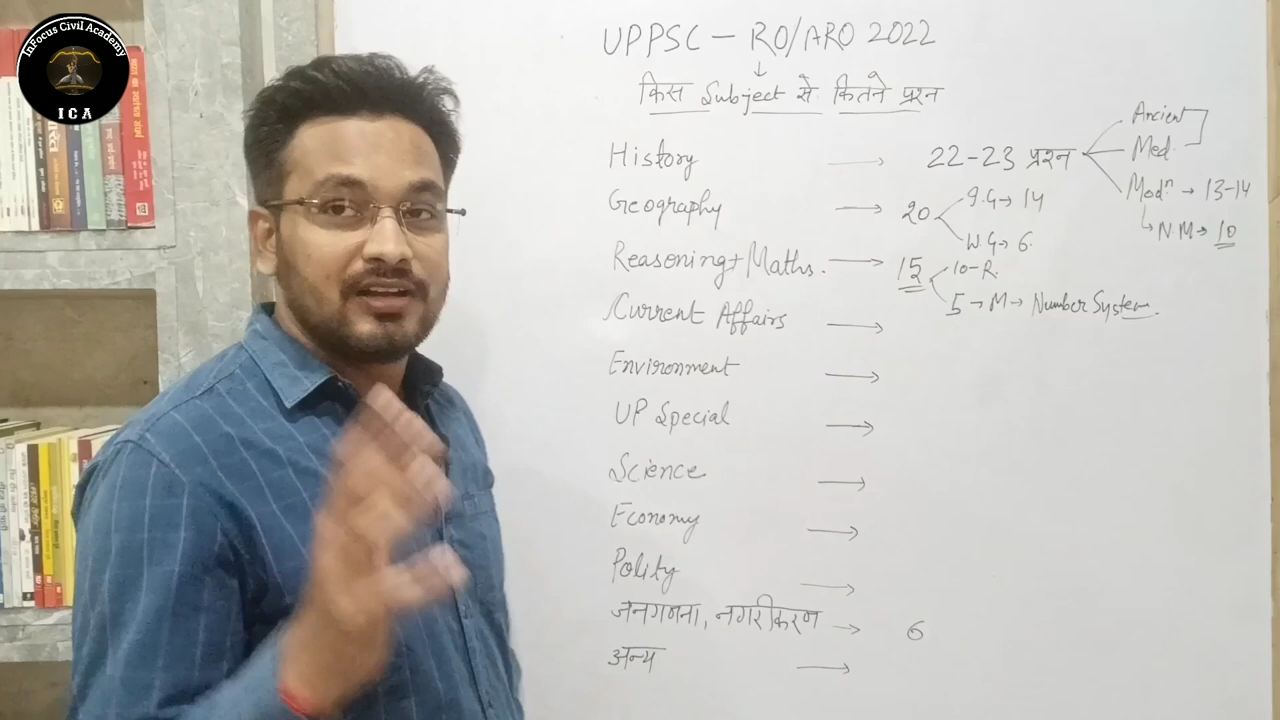 InFocus Civil Academy
ICA
UPPSC - RO/ARO 2022
↓
किस Subject से कितने प्रश्न
History → 22-23 प्रश्न
Ancient
Med.
Modⁿ → 13-14
↳ N.M → 10
Geography → 20
I.G → 14
W.G → 6.
Reasoning + Maths. → 15
10-R.
5 → M → Number System.
Current Affairs →
Environment →
UP Special →
Science →
Economy →
Polity →
जनगणना, नगरीकरण → 6
अन्य →